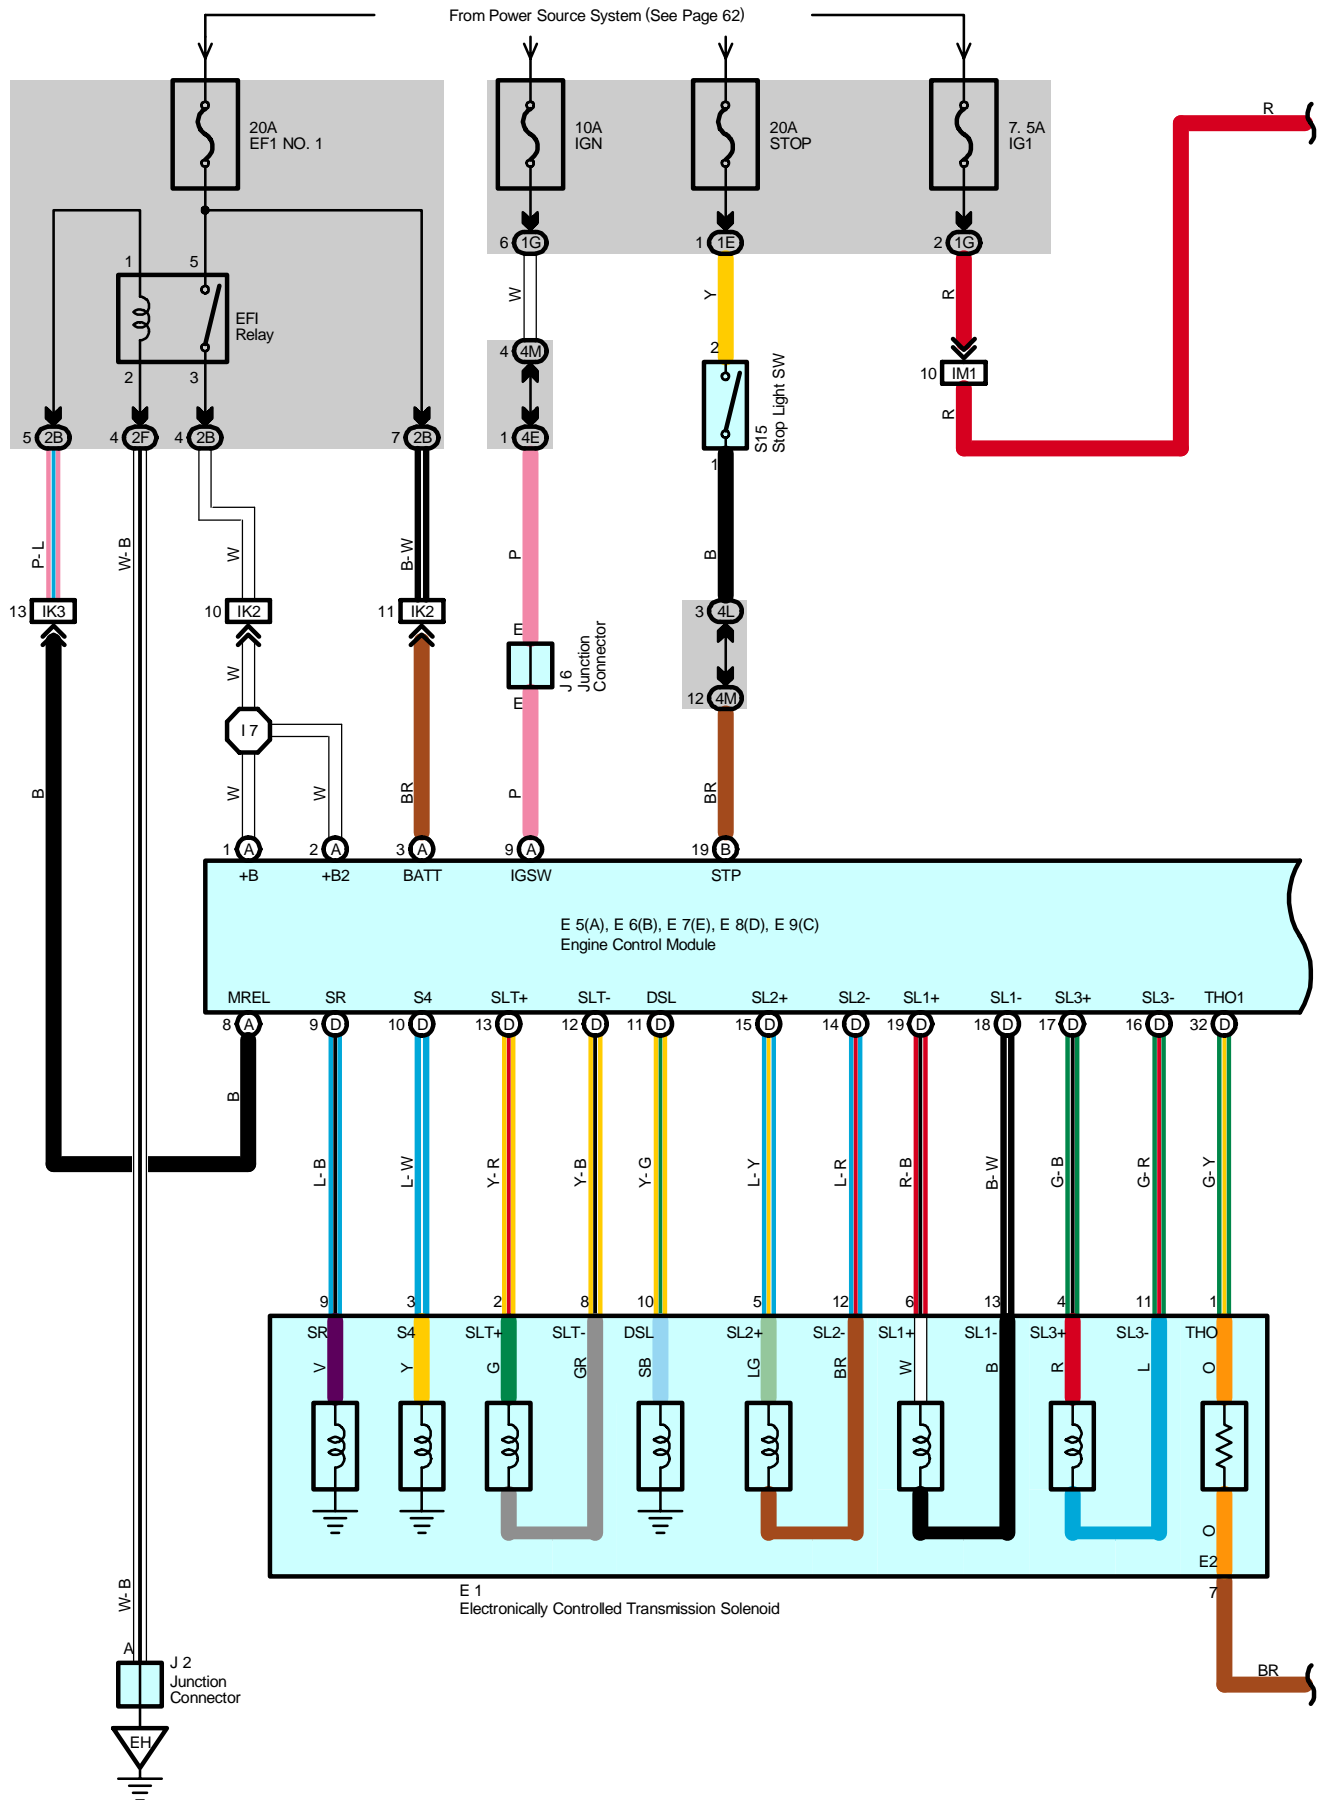 From Power Source System (See Page 62)
R
20A
EF1 NO. 1
10A
IGN
20A
STOP
7. 5A
IG1
6 1G
1 1E
2 1G
1 5
EFI
Relay
2 3
W
Y
R
4 4M
2
10 IM1
S15
Stop Light SW
R
5 2B
4 2F
4 2B
7 2B
1 4E
1
P- L
W- B
W
B- W
P
B
13 IK3
10 IK2
11 IK2
3 4L
E
J 6
Junction
Connector
E
W
I 7
12 4M
B
W
W
BR
P
BR
1 A
2 A
3 A
9 A
19 B
+B +B2 BATT IGSW STP
E 5(A), E 6(B), E 7(E), E 8(D), E 9(C)
Engine Control Module
MREL SR S4 SLT+ SLT- DSL SL2+ SL2- SL1+ SL1- SL3+ SL3- THO1
8 A 9 D 10 D 13 D 12 D 11 D 15 D 14 D 19 D 18 D 17 D 16 D 32 D
B
L- B L- W Y- R Y- B Y- G L- Y L- R R- B B- W G- B G- R G- Y
9 3 2 8 10 5 12 6 13 4 11 1
SR S4 SLT+ SLT- DSL SL2+ SL2- SL1+ SL1- SL3+ SL3- THO
V Y G GR SB LG BR W B R L O
O
E2
7
E 1
Electronically Controlled Transmission Solenoid
W- B
A
J 2
Junction
Connector
BR
EH